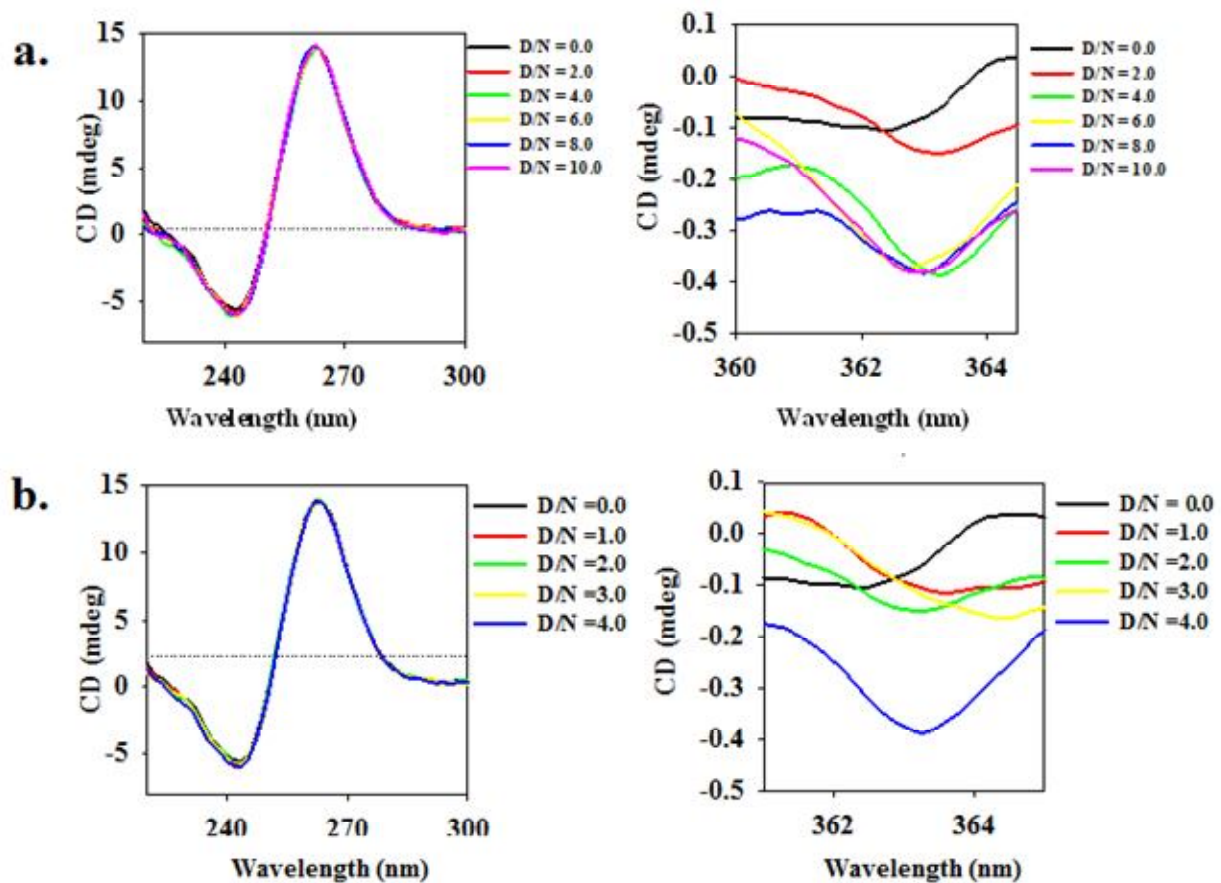 a.
CD (mdeg)
15
10
5
0
-5
240 270 300
Wavelength (nm)
D/N = 0.0
D/N = 2.0
D/N = 4.0
D/N = 6.0
D/N = 8.0
D/N = 10.0
CD (mdeg)
0.1
0.0
-0.1
-0.2
-0.3
-0.4
-0.5
360 362 364
Wavelength (nm)
D/N = 0.0
D/N = 2.0
D/N = 4.0
D/N = 6.0
D/N = 8.0
D/N = 10.0
b.
CD (mdeg)
15
10
5
0
-5
240 270 300
Wavelength (nm)
D/N =0.0
D/N =1.0
D/N =2.0
D/N =3.0
D/N =4.0
CD (mdeg)
0.1
0.0
-0.1
-0.2
-0.3
-0.4
-0.5
362 364
Wavelength (nm)
D/N = 0.0
D/N =1.0
D/N =2.0
D/N =3.0
D/N =4.0